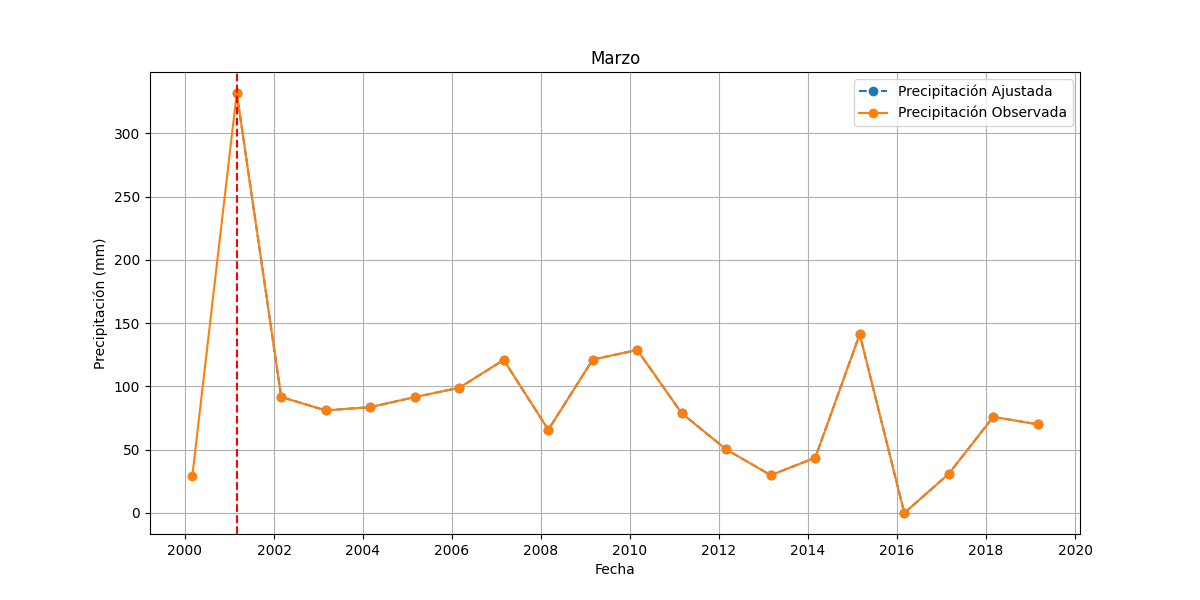 Marzo
Precipitación Ajustada
Precipitación Observada
Precipitación (mm)
300
250
200
150
100
50
0
2000 2002 2004 2006 2008 2010 2012 2014 2016 2018 2020
Fecha